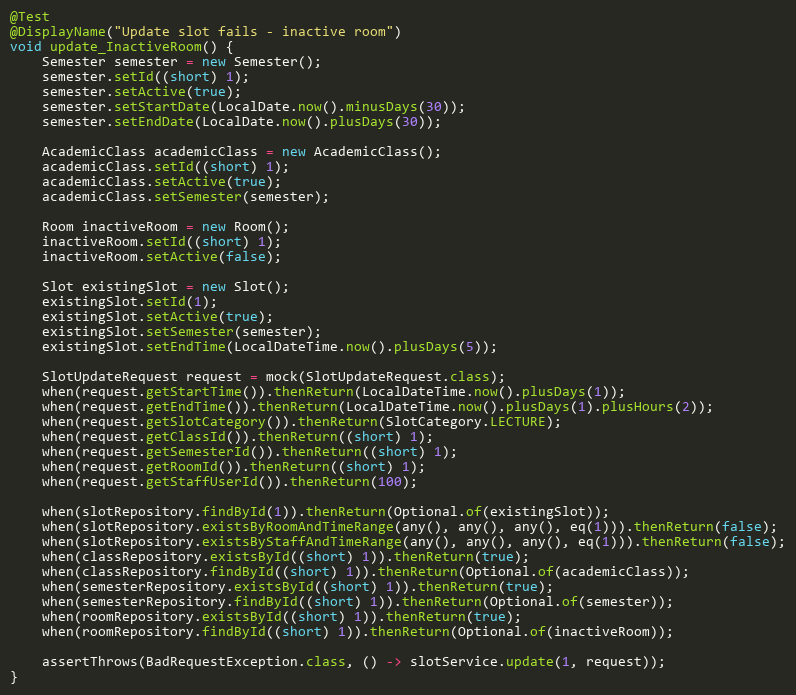 @Test
@DisplayName("Update slot fails - inactive room")
void update_InactiveRoom() {
    Semester semester = new Semester();
    semester.setId((short) 1);
    semester.setActive(true);
    semester.setStartDate(LocalDate.now().minusDays(30));
    semester.setEndDate(LocalDate.now().plusDays(30));

    AcademicClass academicClass = new AcademicClass();
    academicClass.setId((short) 1);
    academicClass.setActive(true);
    academicClass.setSemester(semester);

    Room inactiveRoom = new Room();
    inactiveRoom.setId((short) 1);
    inactiveRoom.setActive(false);

    Slot existingSlot = new Slot();
    existingSlot.setId(1);
    existingSlot.setActive(true);
    existingSlot.setSemester(semester);
    existingSlot.setEndTime(LocalDateTime.now().plusDays(5));

    SlotUpdateRequest request = mock(SlotUpdateRequest.class);
    when(request.getStartTime()).thenReturn(LocalDateTime.now().plusDays(1));
    when(request.getEndTime()).thenReturn(LocalDateTime.now().plusDays(1).plusHours(2));
    when(request.getSlotCategory()).thenReturn(SlotCategory.LECTURE);
    when(request.getClassId()).thenReturn((short) 1);
    when(request.getSemesterId()).thenReturn((short) 1);
    when(request.getRoomId()).thenReturn((short) 1);
    when(request.getStaffUserId()).thenReturn(100);

    when(slotRepository.findById(1)).thenReturn(Optional.of(existingSlot));
    when(slotRepository.existsByRoomAndTimeRange(any(), any(), any(), eq(1))).thenReturn(false);
    when(slotRepository.existsByStaffAndTimeRange(any(), any(), any(), eq(1))).thenReturn(false);
    when(classRepository.existsById((short) 1)).thenReturn(true);
    when(classRepository.findById((short) 1)).thenReturn(Optional.of(academicClass));
    when(semesterRepository.existsById((short) 1)).thenReturn(true);
    when(semesterRepository.findById((short) 1)).thenReturn(Optional.of(semester));
    when(roomRepository.existsById((short) 1)).thenReturn(true);
    when(roomRepository.findById((short) 1)).thenReturn(Optional.of(inactiveRoom));

    assertThrows(BadRequestException.class, () -> slotService.update(1, request));
}